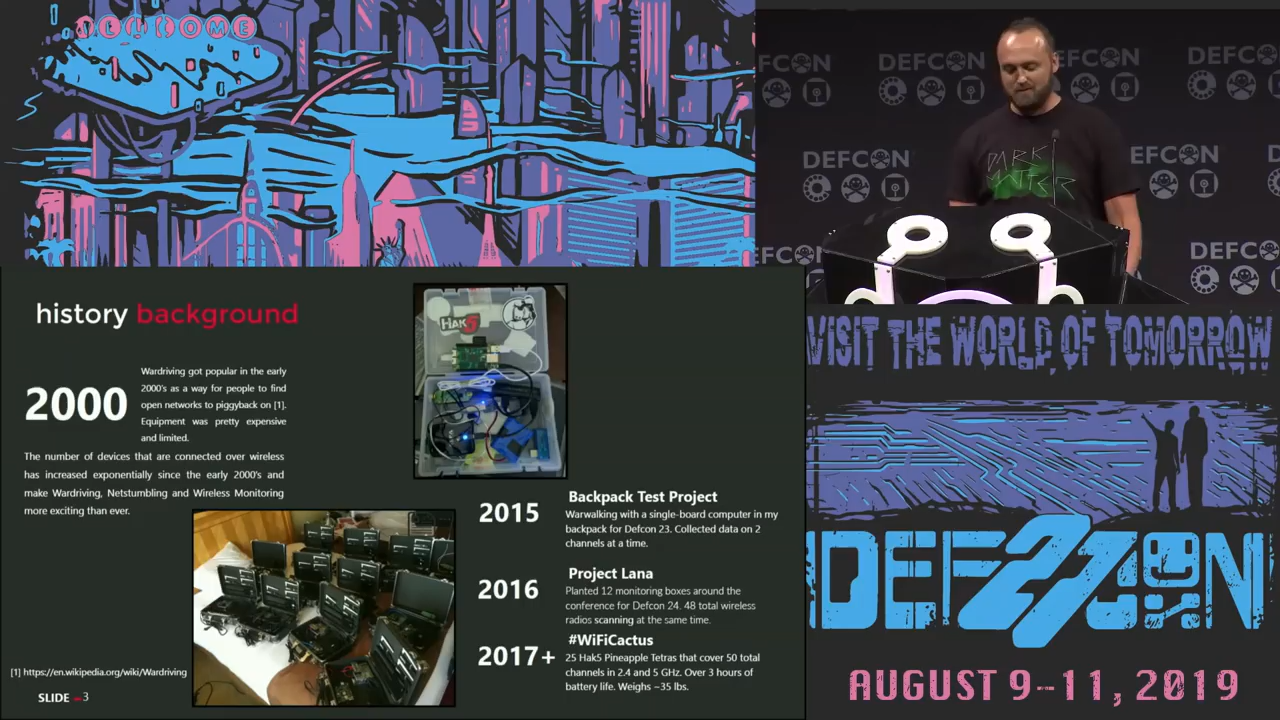 WELCOME
DEFCON
DEFCON
DEFCON
DEFCON
DEFCON
EFCON
DEFCON
DARK
MATTER
history background
2000
Wardriving got popular in the early
2000's as a way for people to find
open networks to piggyback on [1].
Equipment was pretty expensive
and limited.
The number of devices that are connected over wireless
has increased exponentially since the early 2000's and
make Wardriving, Netstumbling and Wireless Monitoring
more exciting than ever.
HAK5
2015
Backpack Test Project
Warwalking with a single-board computer in my
backpack for Defcon 23. Collected data on 2
channels at a time.
2016
Project Lana
Planted 12 monitoring boxes around the
conference for Defcon 24. 48 total wireless
radios scanning at the same time.
2017+
#WiFiCactus
25 Hak5 Pineapple Tetras that cover 50 total
channels in 2.4 and 5 GHz. Over 3 hours of
battery life. Weighs ~35 lbs.
[1] https://en.wikipedia.org/wiki/Wardriving
SLIDE 3
VISIT THE WORLD OF TOMORROW
DEF 27 CON
AUGUST 9-11, 2019